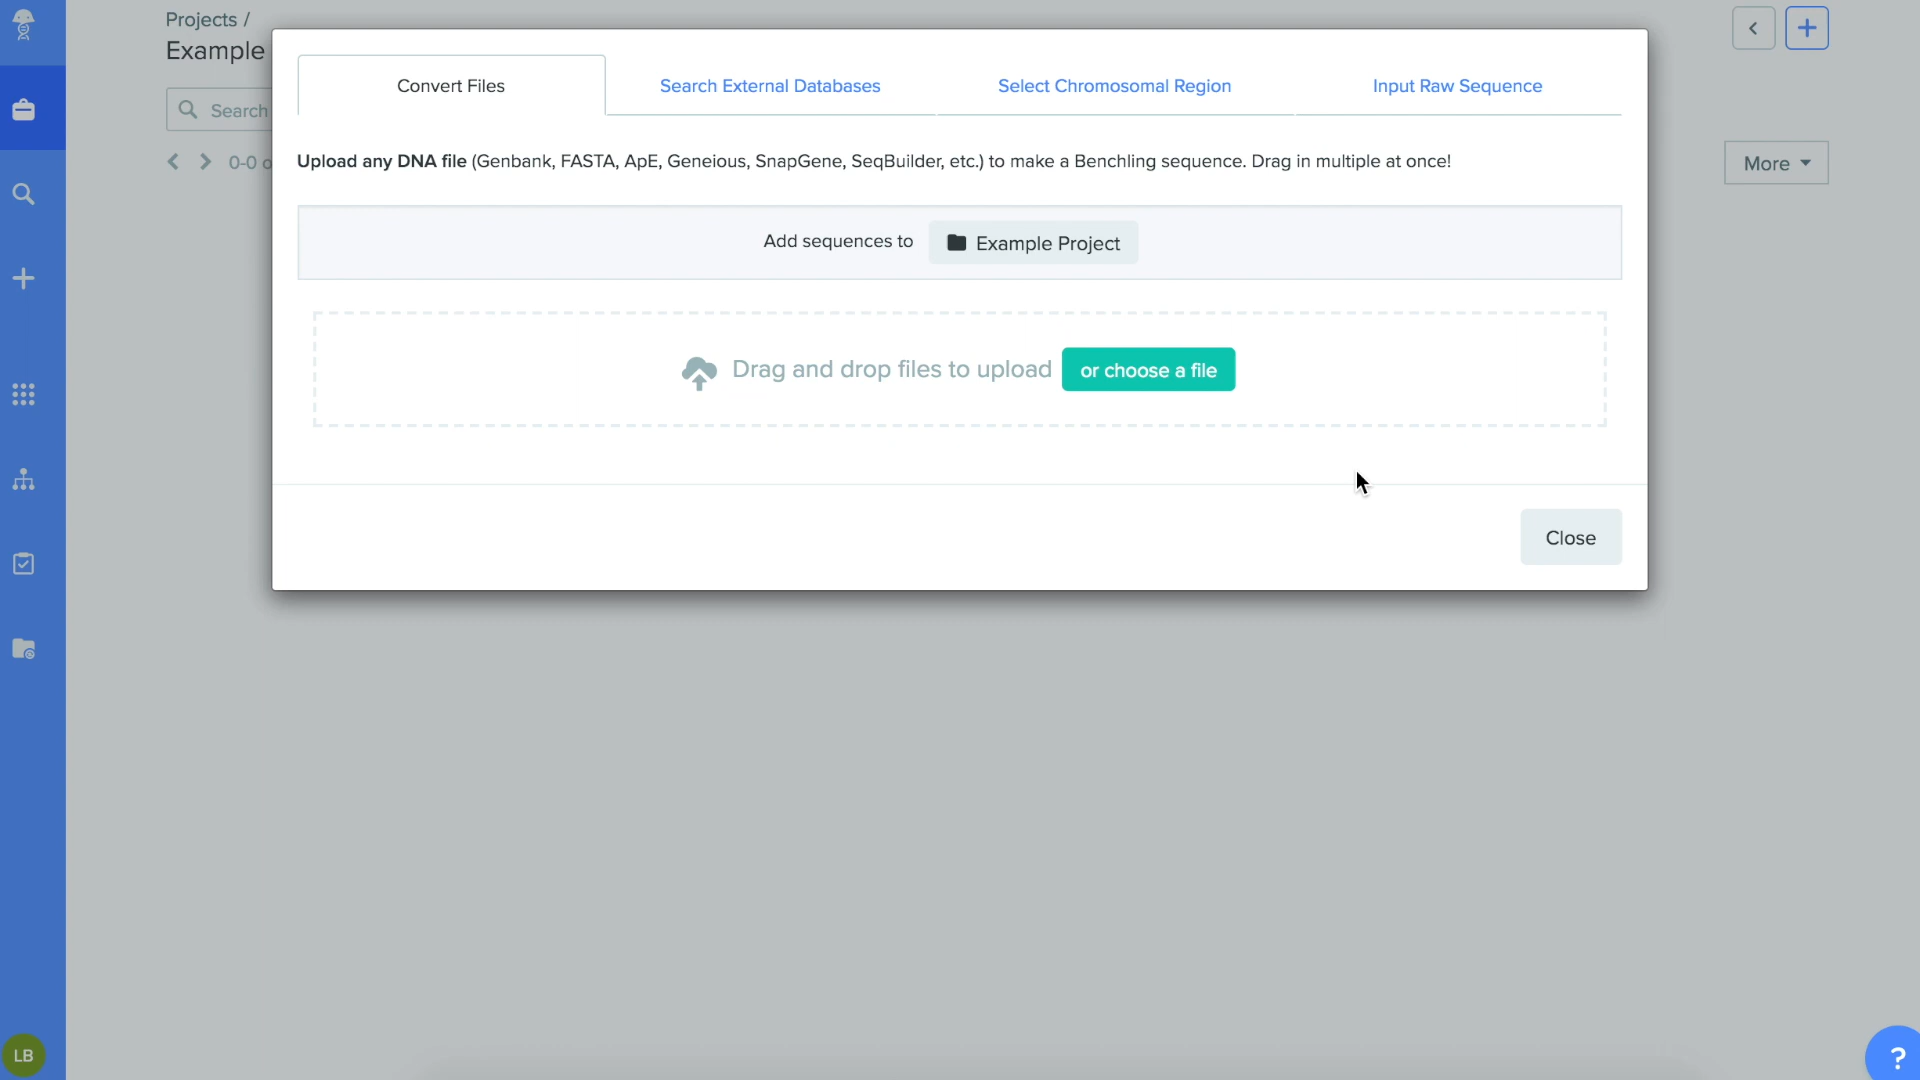 Projects /
Example
Search
0-0 o
More
Convert Files
Search External Databases
Select Chromosomal Region
Input Raw Sequence
Upload any DNA file (Genbank, FASTA, ApE, Geneious, SnapGene, SeqBuilder, etc.) to make a Benchling sequence. Drag in multiple at once!
Add sequences to Example Project
Drag and drop files to upload or choose a file
Close
LB
?